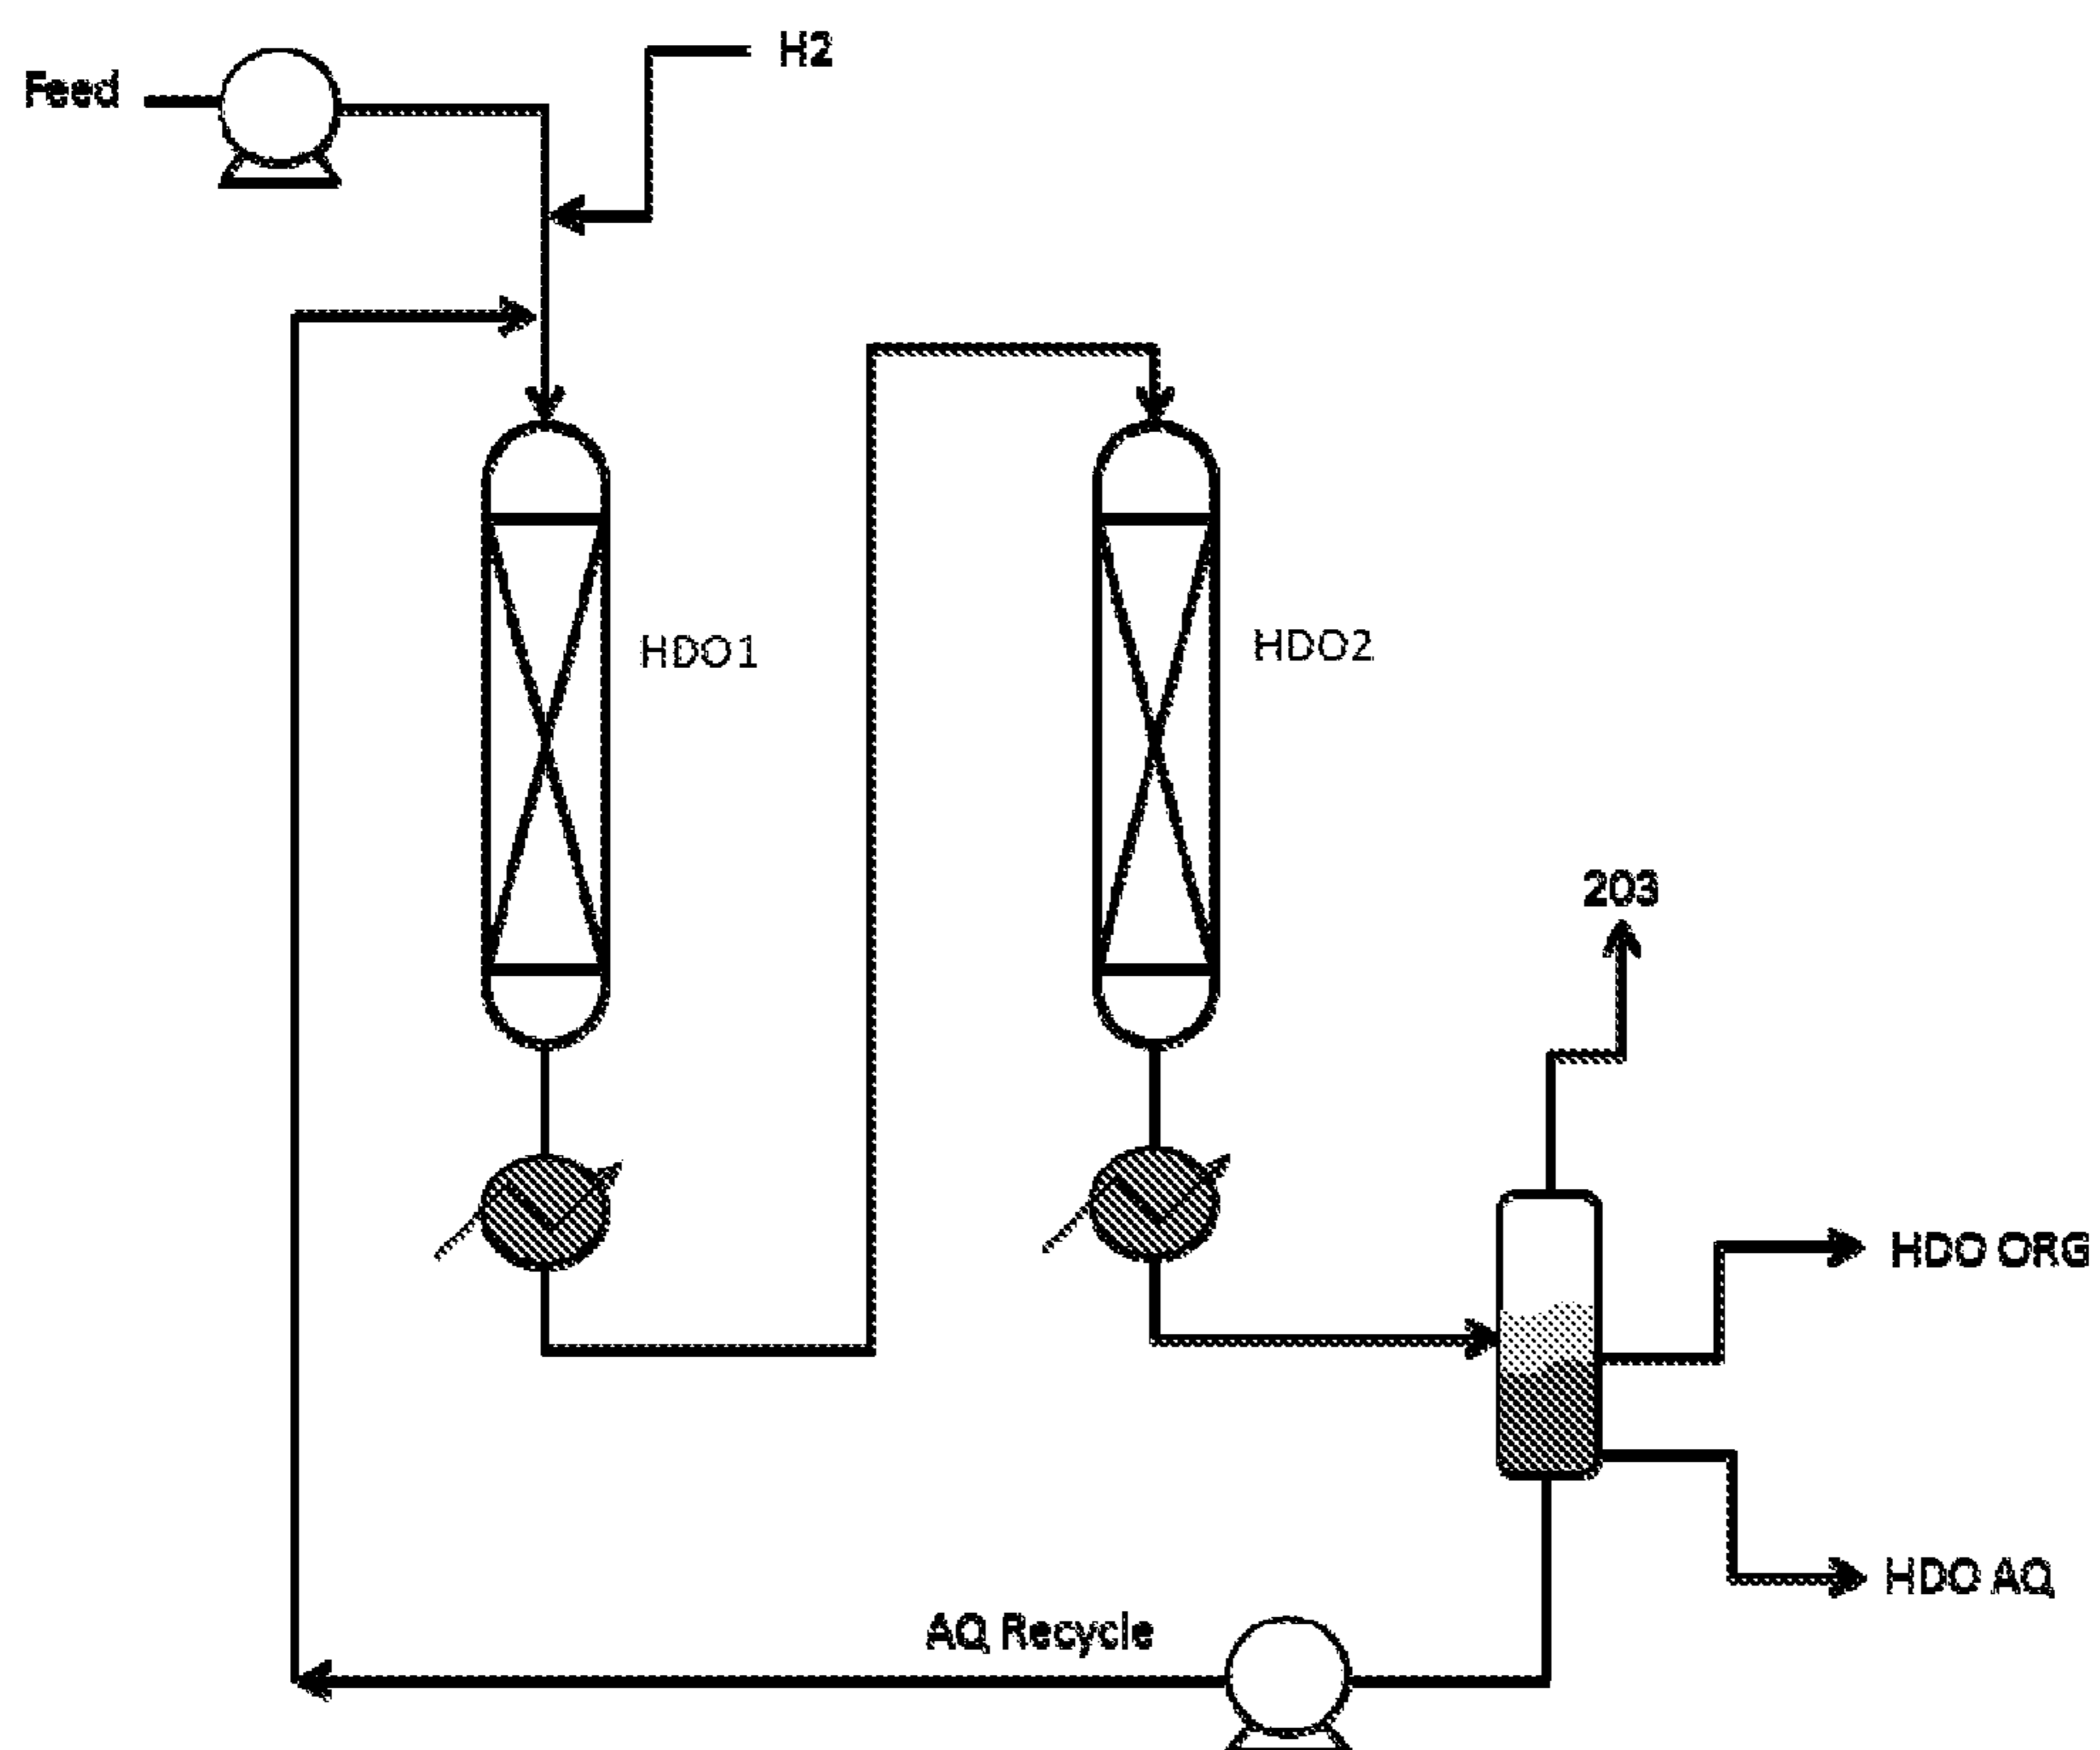 H2
Feed
HDO1
HDO2
203
HDO ORG
HDO AQ
AQ Recycle